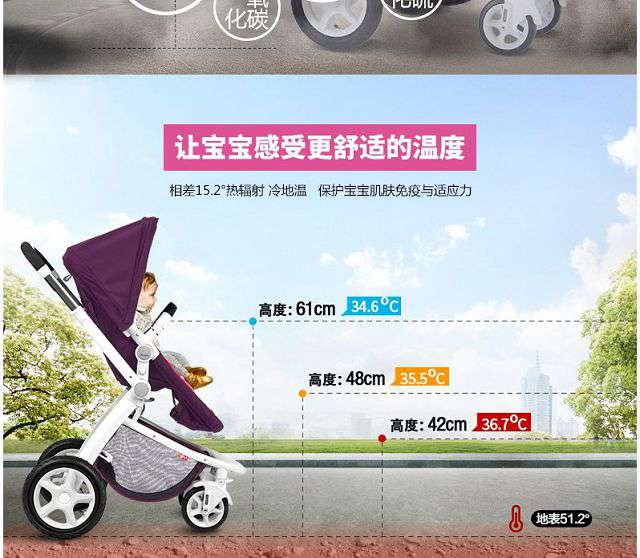 氧
化碳
化硫
让宝宝感受更舒适的温度
相差15.2°热辐射 冷地温 保护宝宝肌肤免疫与适应力
高度：61cm 34.6°C
高度：48cm 35.5°C
高度：42cm 36.7°C
地表51.2°